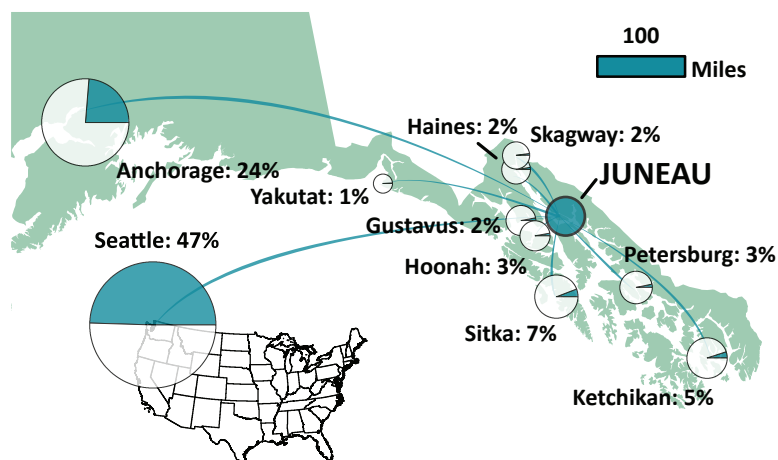 100
Miles
Haines: 2%
Skagway: 2%
Anchorage: 24%
JUNEAU
Yakutat: 1%
Gustavus: 2%
Seattle: 47%
Petersburg: 3%
Hoonah: 3%
Sitka: 7%
Ketchikan: 5%